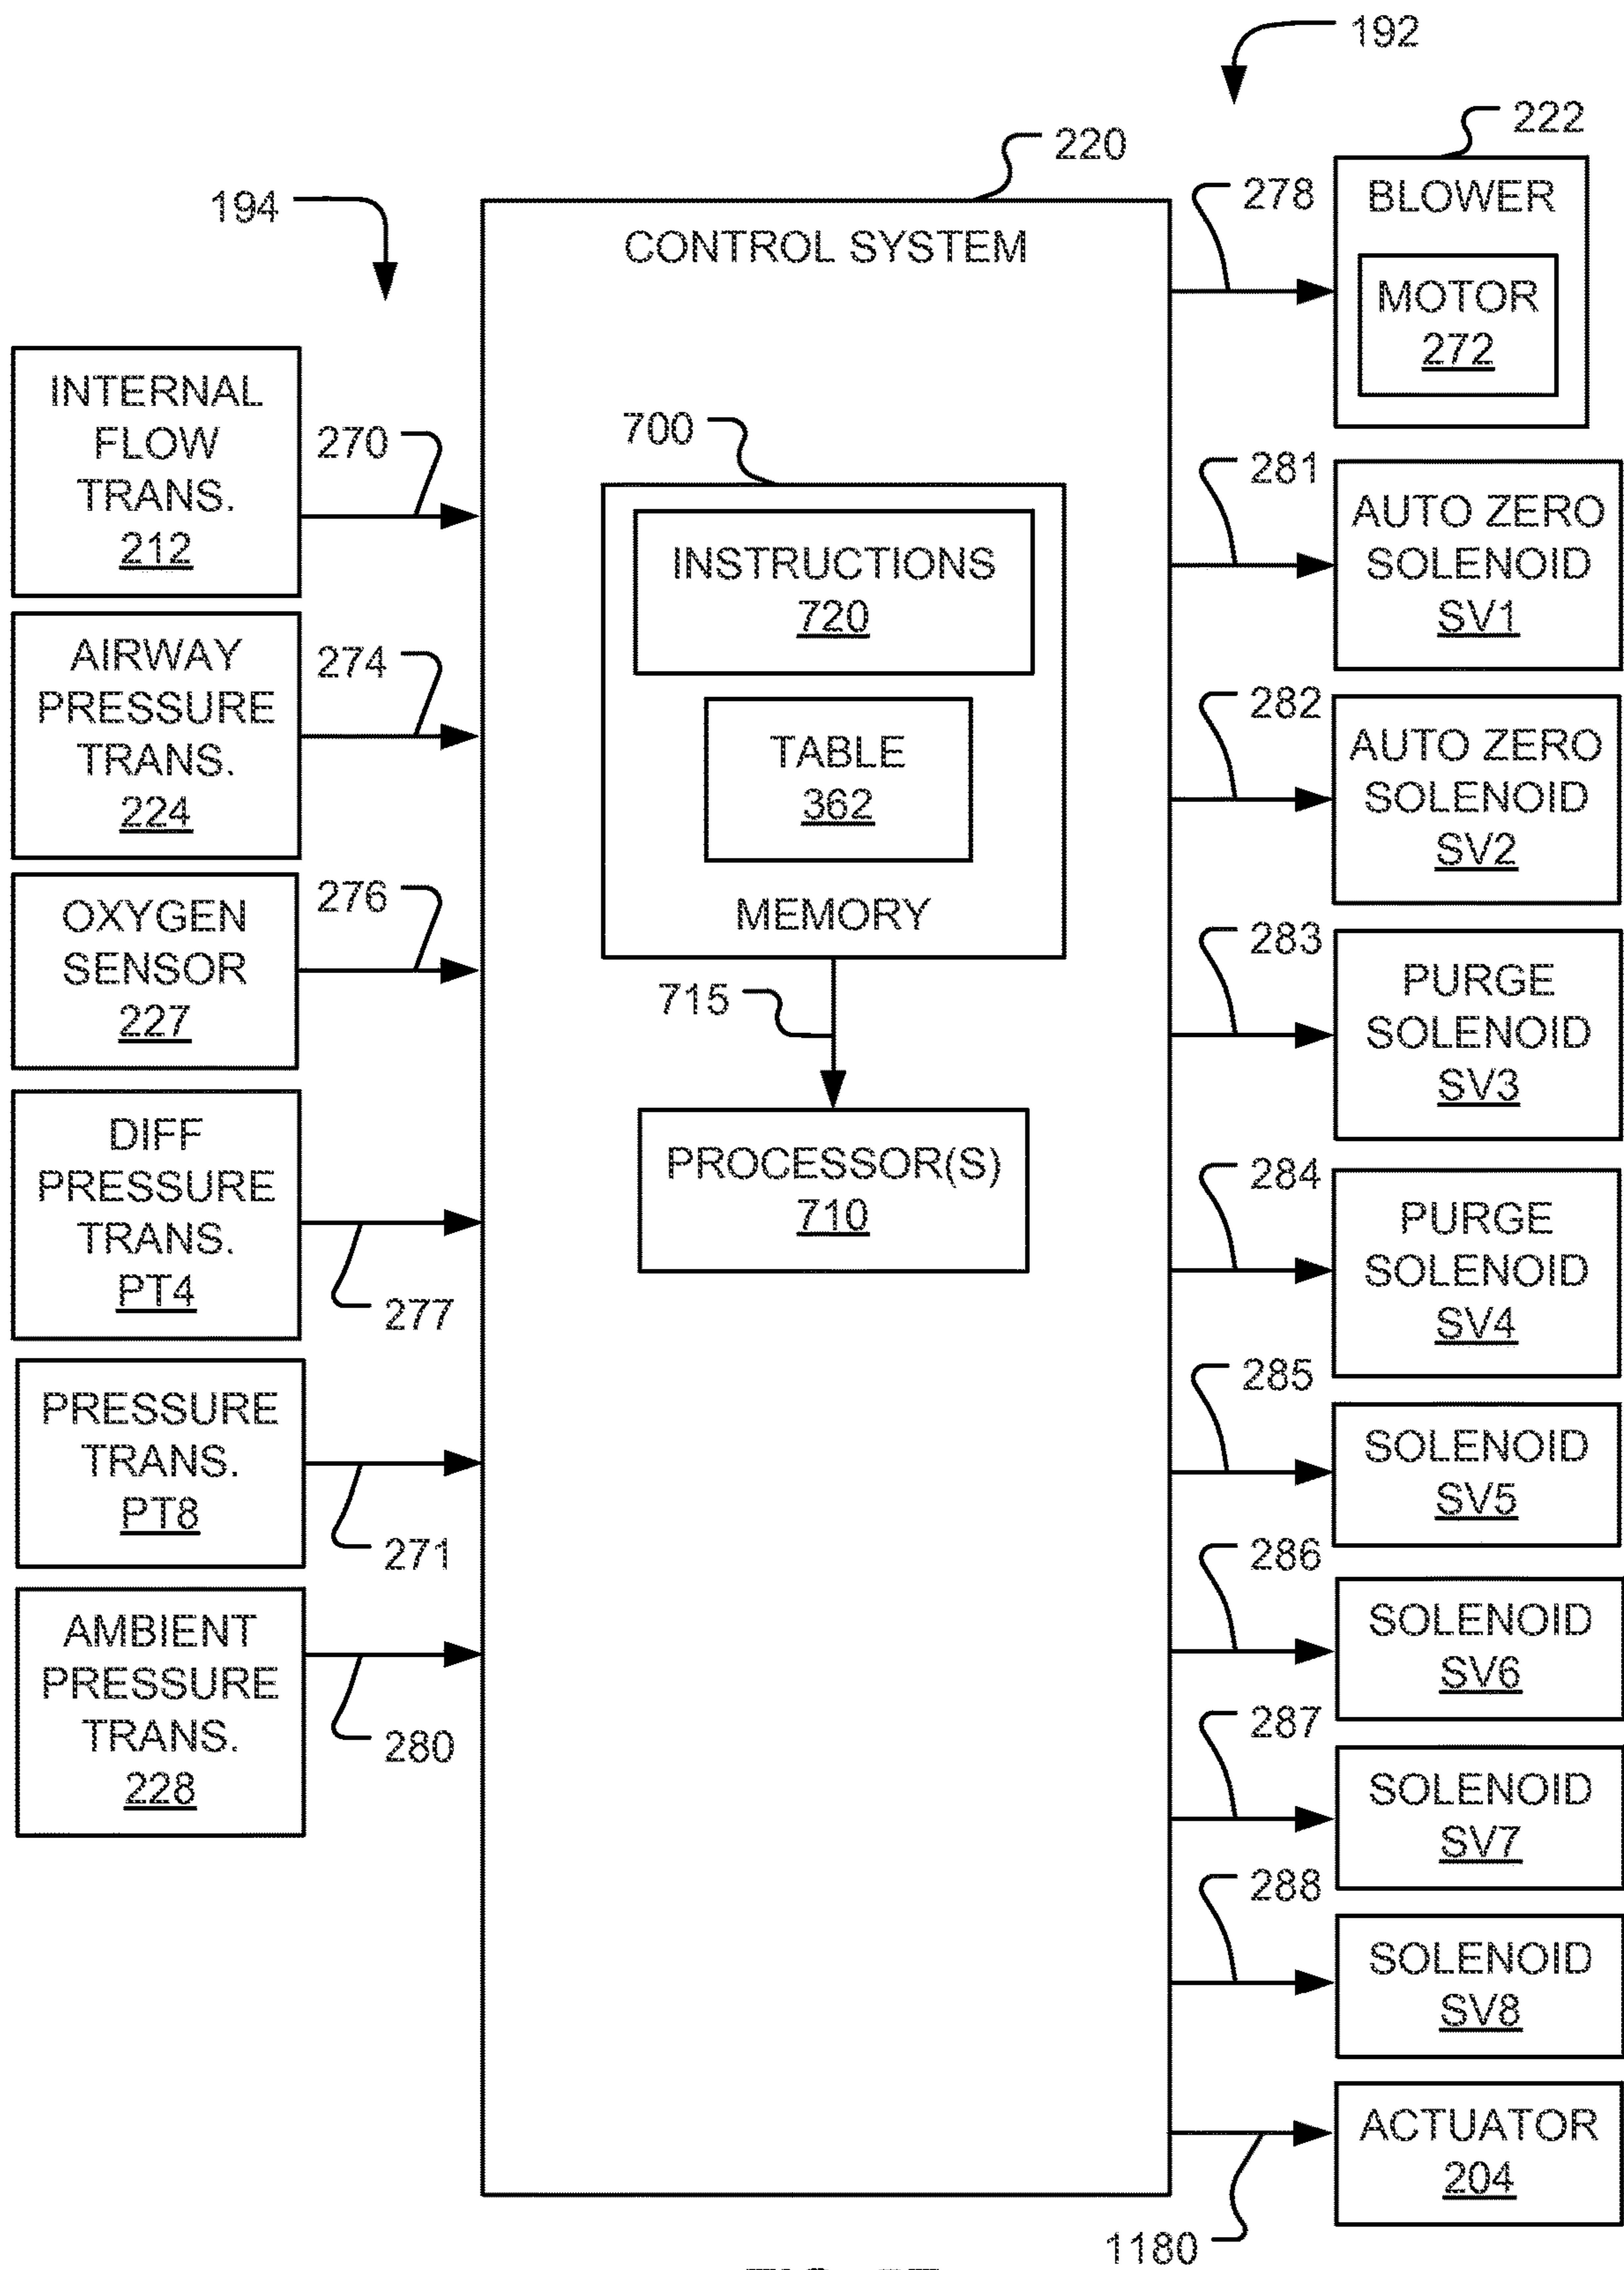 192
222
220
194
278
BLOWER
MOTOR
272
CONTROL SYSTEM
INTERNAL
FLOW
TRANS.
212
270
700
281
AUTO ZERO
SOLENOID
SV1
INSTRUCTIONS
720
AIRWAY
PRESSURE
TRANS.
224
274
282
AUTO ZERO
SOLENOID
SV2
TABLE
362
MEMORY
OXYGEN
SENSOR
227
276
283
PURGE
SOLENOID
SV3
715
DIFF
PRESSURE
TRANS.
PT4
277
PROCESSOR(S)
710
284
PURGE
SOLENOID
SV4
PRESSURE
TRANS.
PT8
271
285
SOLENOID
SV5
AMBIENT
PRESSURE
TRANS.
228
280
286
SOLENOID
SV6
287
SOLENOID
SV7
288
SOLENOID
SV8
ACTUATOR
204
1180